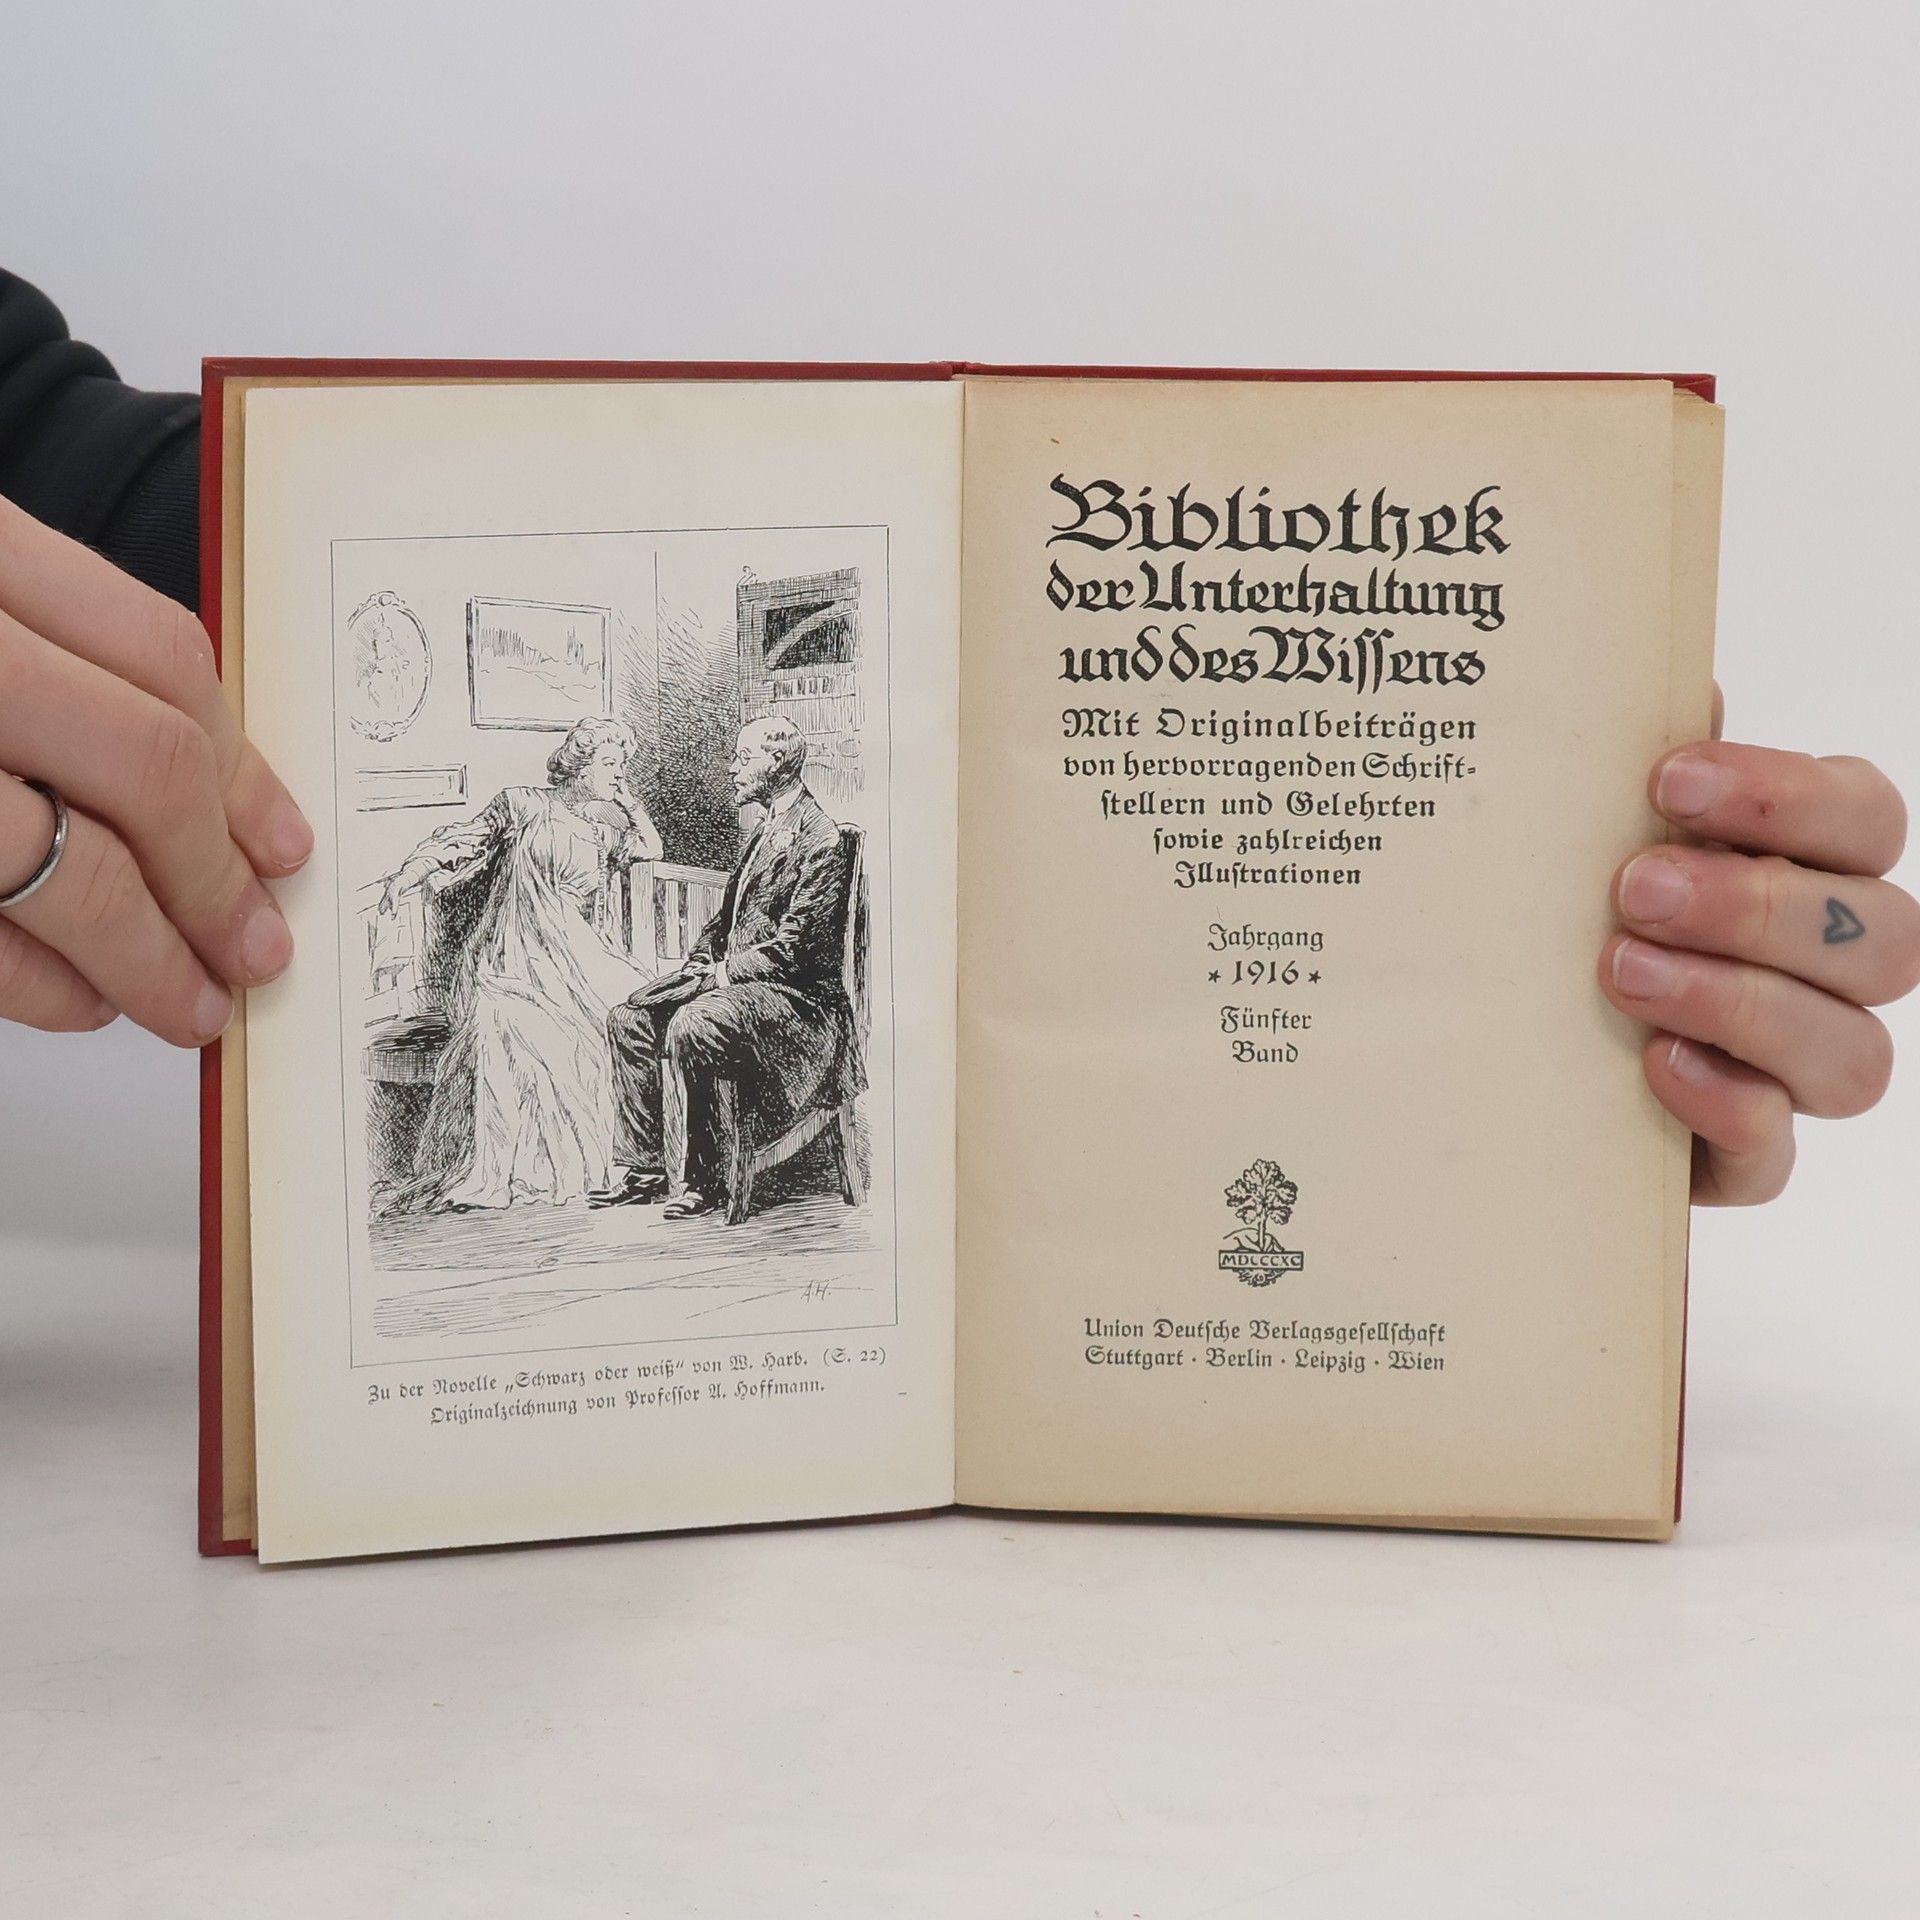 A.H.
Zu der Novelle „Schwarz oder weiß“ von W. Harb. (S. 22)
Originalzeichnung von Professor A. Hoffmann.
Bibliothek
der Unterhaltung
und des Wissens
Mit Originalbeiträgen
von hervorragenden Schrift-
stellern und Gelehrten
sowie zahlreichen
Illustrationen
Jahrgang
* 1916 *
Fünfter
Band
MDCCCXC
Union Deutsche Verlagsgesellschaft
Stuttgart · Berlin · Leipzig · Wien